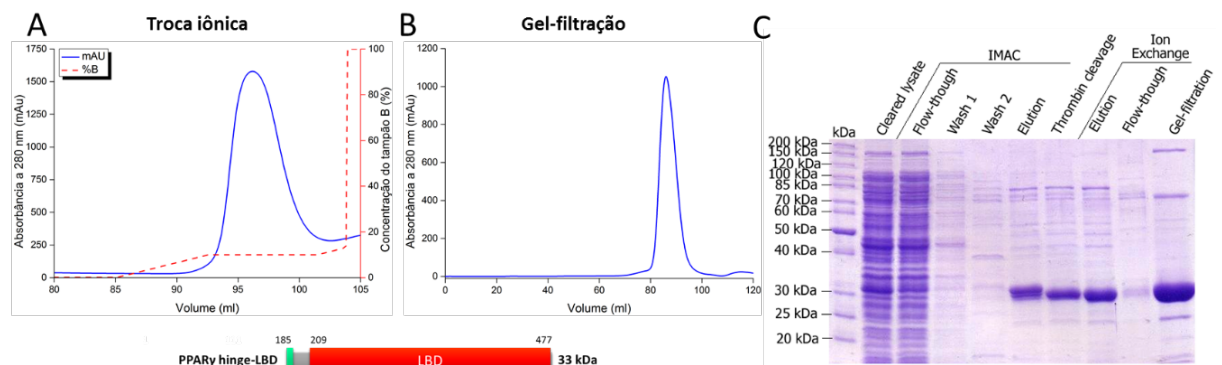 A
Troca iônica
1750
1500
1250
1000
750
500
250
0
Absorbância a 280 nm (mAu)
mAU
%B
100
80
60
40
20
0
Concentração do tampão B (%)
80 85 90 95 100 105
Volume (ml)
B
Gel-filtração
1200
1000
800
600
400
200
0
Absorbância a 280 nm (mAu)
0 20 40 60 80 100 120
Volume (ml)
185 209 477
PPARγ hinge-LBD LBD 33 kDa
C
IMAC
Ion
Exchange
kDa
Cleared lysate
Flow-though
Wash 1
Wash 2
Elution
Thrombin cleavage
Elution
Flow-though
Gel-filtration
200 kDa
150 kDa
120 kDa
100 kDa
85 kDa
70 kDa
60 kDa
50 kDa
40 kDa
30 kDa
25 kDa
20 kDa